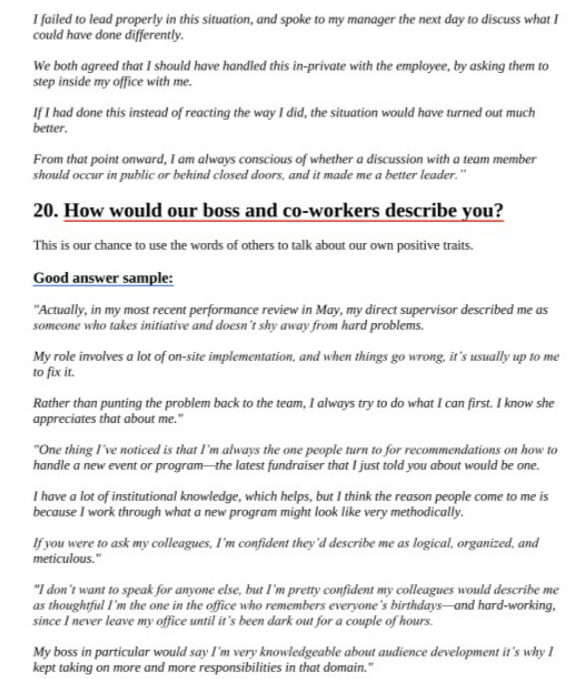 I failed to lead properly in this situation, and spoke to my manager the next day to discuss what I
could have done differently.
We both agreed that I should have handled this in-private with the employee, by asking them to
step inside my office with me.
If I had done this instead of reacting the way I did, the situation would have turned out much
better.
From that point onward, I am always conscious of whether a discussion with a team member
should occur in public or behind closed doors, and it made me a better leader."
20. How would our boss and co-workers describe you?
This is our chance to use the words of others to talk about our own positive traits.
Good answer sample:
"Actually, in my most recent performance review in May, my direct supervisor described me as
someone who takes initiative and doesn't shy away from hard problems.
My role involves a lot of on-site implementation, and when things go wrong, it's usually up to me
to fix it.
Rather than punting the problem back to the team, I always try to do what I can first. I know she
appreciates that about me."
"One thing I've noticed is that I'm always the one people turn to for recommendations on how to
handle a new event or program—the latest fundraiser that I just told you about would be one.
I have a lot of institutional knowledge, which helps, but I think the reason people come to me is
because I work through what a new program might look like very methodically.
If you were to ask my colleagues, I'm confident they'd describe me as logical, organized, and
meticulous."
"I don't want to speak for anyone else, but I'm pretty confident my colleagues would describe me
as thoughtful I'm the one in the office who remembers everyone's birthdays—and hard-working,
since I never leave my office until it's been dark out for a couple of hours.
My boss in particular would say I'm very knowledgeable about audience development it's why I
kept taking on more and more responsibilities in that domain."